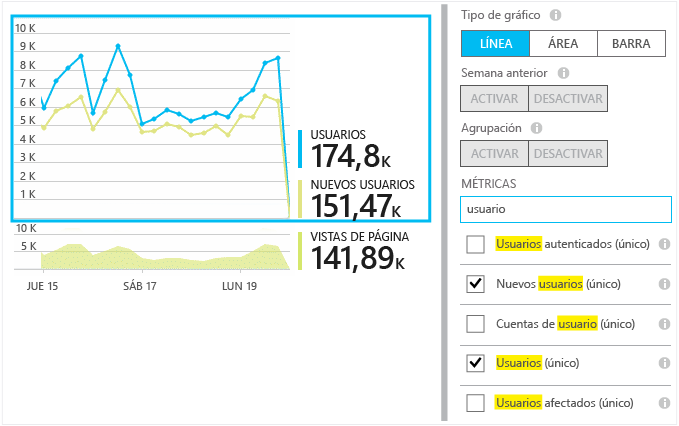 10 K
9 K
8 K
7 K
6 K
5 K
4 K
3 K
2 K
1 K
USUARIOS
174,8K
NUEVOS USUARIOS
151,47K
10 K
5 K
VISTAS DE PÁGINA
141,89K
JUE 15 SÁB 17 LUN 19
Tipo de gráfico
LÍNEA ÁREA BARRA
Semana anterior
ACTIVAR DESACTIVAR
Agrupación
ACTIVAR DESACTIVAR
MÉTRICAS
usuario
Usuarios autenticados (único)
Nuevos usuarios (único)
Cuentas de usuario (único)
Usuarios (único)
Usuarios afectados (único)